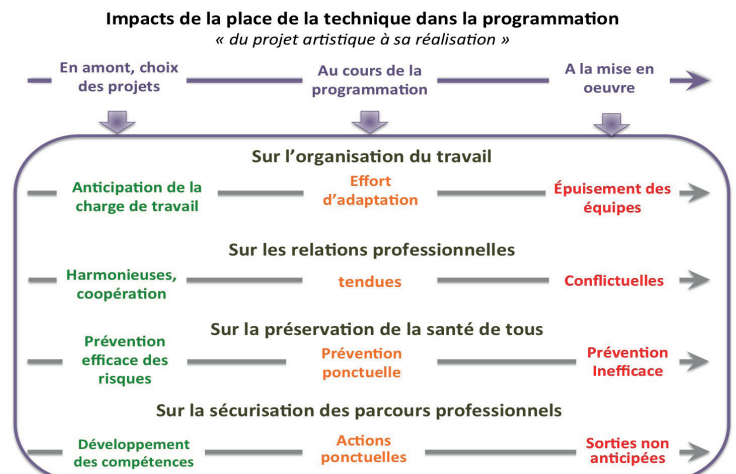 Impacts de la place de la technique dans la programmation
« du projet artistique à sa réalisation »
En amont, choix
des projets
Au cours de la
programmation
A la mise en
oeuvre
Sur l’organisation du travail
Anticipation de la
charge de travail
Effort
d’adaptation
Épuisement des
équipes
Sur les relations professionnelles
Harmonieuses,
coopération
tendues
Conflictuelles
Sur la préservation de la santé de tous
Prévention
efficace des
risques
Prévention
ponctuelle
Prévention
Inefficace
Sur la sécurisation des parcours professionnels
Développement
des compétences
Actions
ponctuelles
Sorties non
anticipées